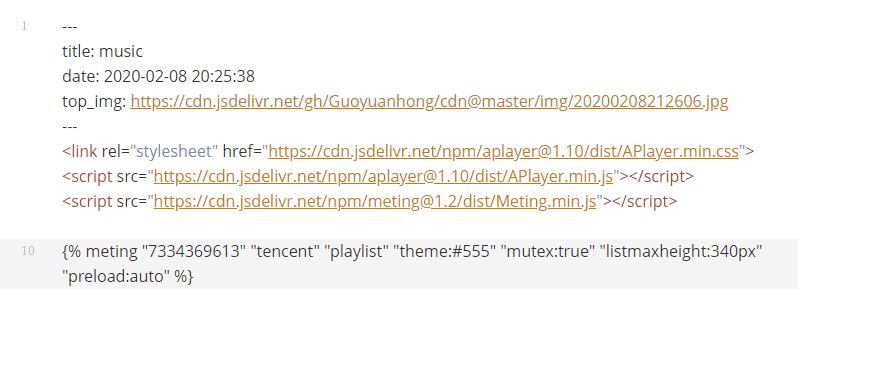 1 ---
title: music
date: 2020-02-08 20:25:38
top_img: https://cdn.jsdelivr.net/gh/Guoyuanhong/cdn@master/img/20200208212606.jpg
---
<link rel="stylesheet" href="https://cdn.jsdelivr.net/npm/aplayer@1.10/dist/APlayer.min.css">
<script src="https://cdn.jsdelivr.net/npm/aplayer@1.10/dist/APlayer.min.js"></script>
<script src="https://cdn.jsdelivr.net/npm/meting@1.2/dist/Meting.min.js"></script>
10 {% meting "7334369613" "tencent" "playlist" "theme:#555" "mutex:true" "listmaxheight:340px"
"preload:auto" %}